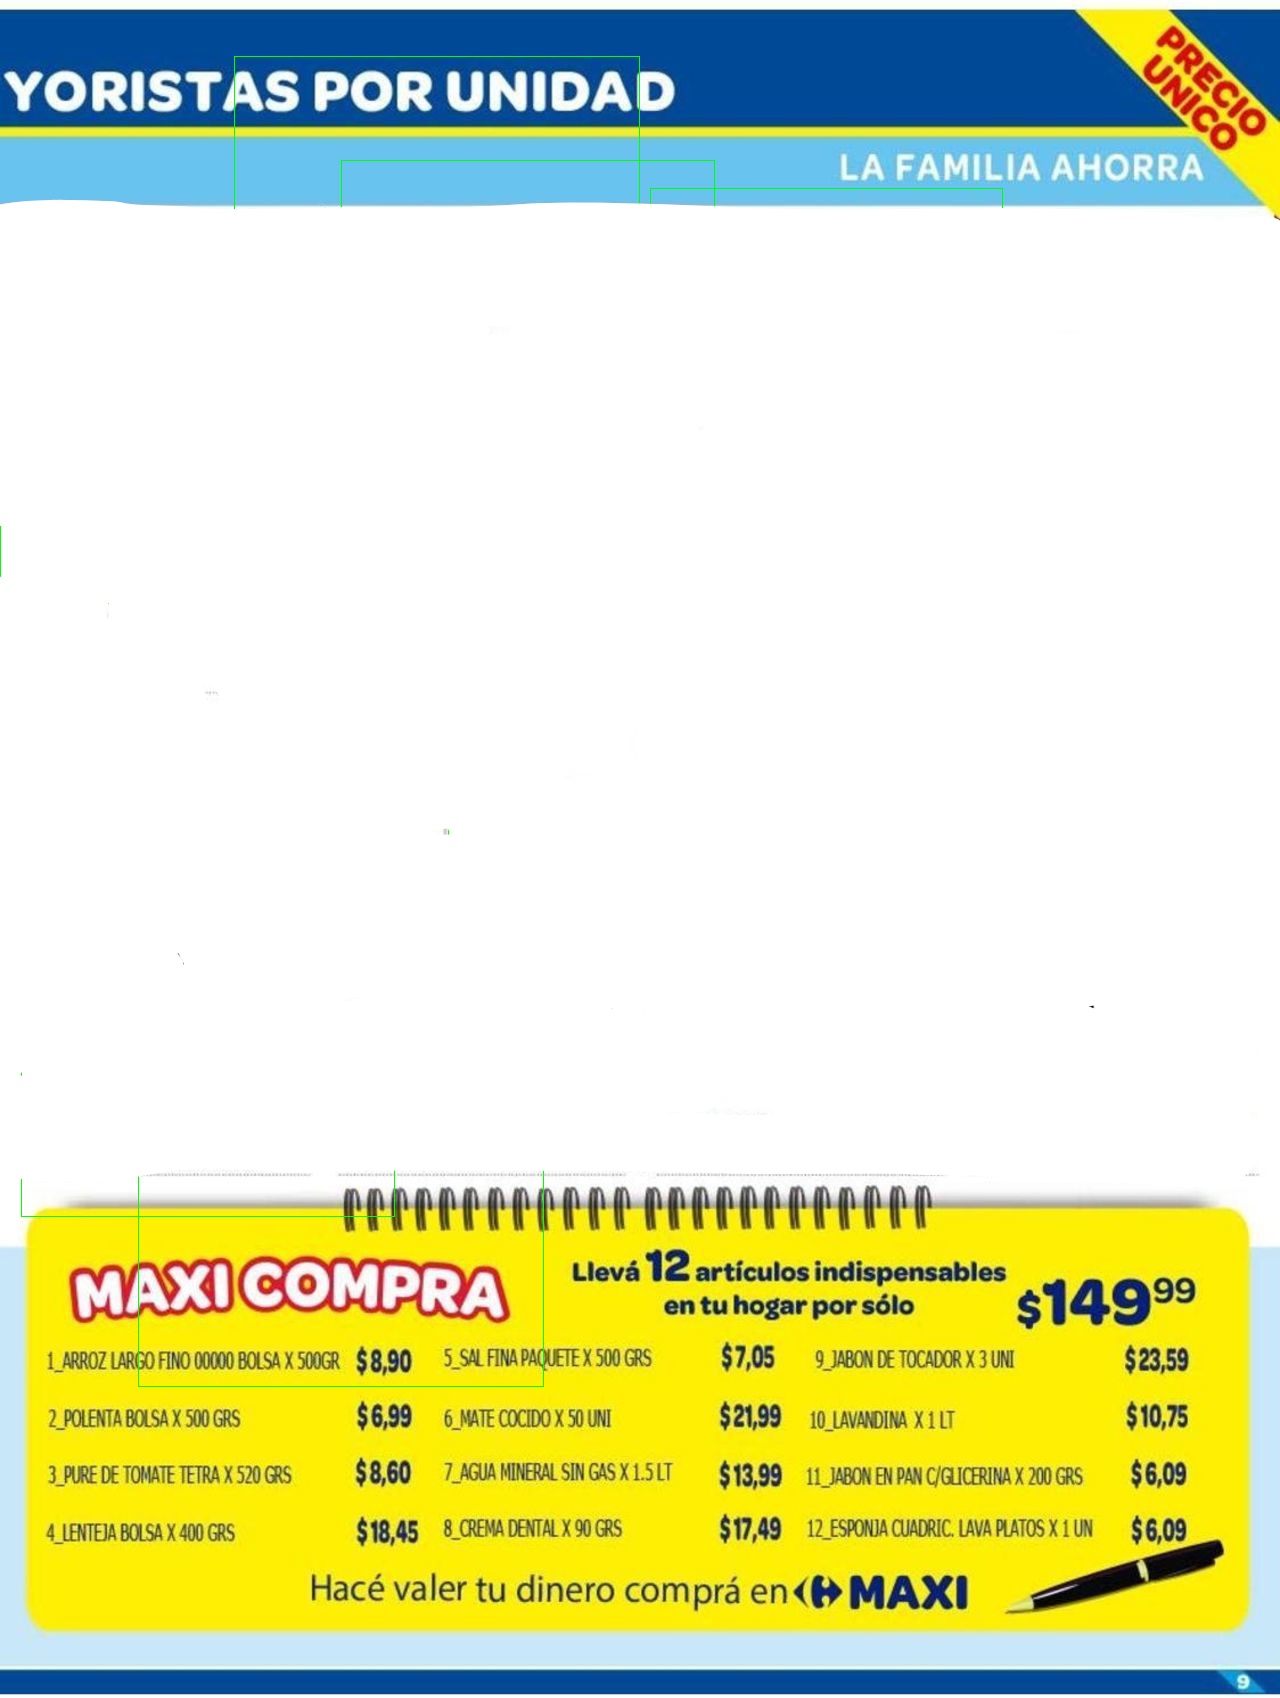 YORISTAS POR UNIDAD
PRECIO
UNICO
LA FAMILIA AHORRA
MAXI COMPRA
Llevá 12 artículos indispensables
en tu hogar por sólo
$149,99
1_ARROZ LARGO FINO 00000 BOLSA X 500GR $8,90
2_POLENTA BOLSA X 500 GRS $6,99
3_PURE DE TOMATE TETRA X 520 GRS $8,60
4_LENTEJA BOLSA X 400 GRS $18,45
5_SAL FINA PAQUETE X 500 GRS $7,05
6_MATE COCIDO X 50 UNI $21,99
7_AGUA MINERAL SIN GAS X 1.5 LT $13,99
8_CREMA DENTAL X 90 GRS $17,49
9_JABON DE TOCADOR X 3 UNI $23,59
10_LAVANDINA X 1 LT $10,75
11_JABON EN PAN C/GLICERINA X 200 GRS $6,09
12_ESPONJA CUADRIC. LAVA PLATOS X 1 UN $6,09
Hacé valer tu dinero comprá en MAXI
9